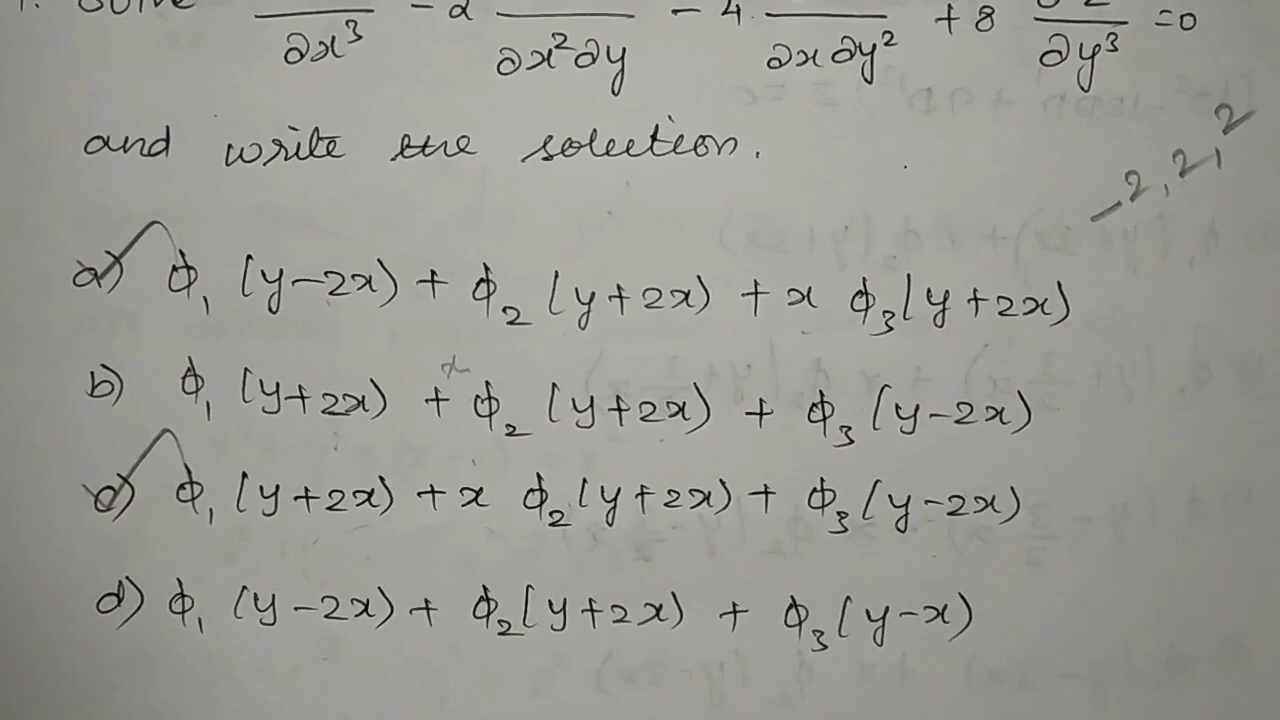 1. Solve
∂x³ - 2 ∂x²∂y - 4. ∂x∂y² + 8 ∂y³ = 0
and write the solution.
-2, 2, 2
a) ϕ₁ (y-2x) + ϕ₂ (y+2x) + x ϕ₃(y+2x)
b) ϕ₁ (y+2x) + x ϕ₂ (y+2x) + ϕ₃ (y-2x)
c) ϕ₁ (y+2x) + x ϕ₂ (y+2x) + ϕ₃ (y-2x)
d) ϕ₁ (y-2x) + ϕ₂ (y+2x) + ϕ₃ (y-x)